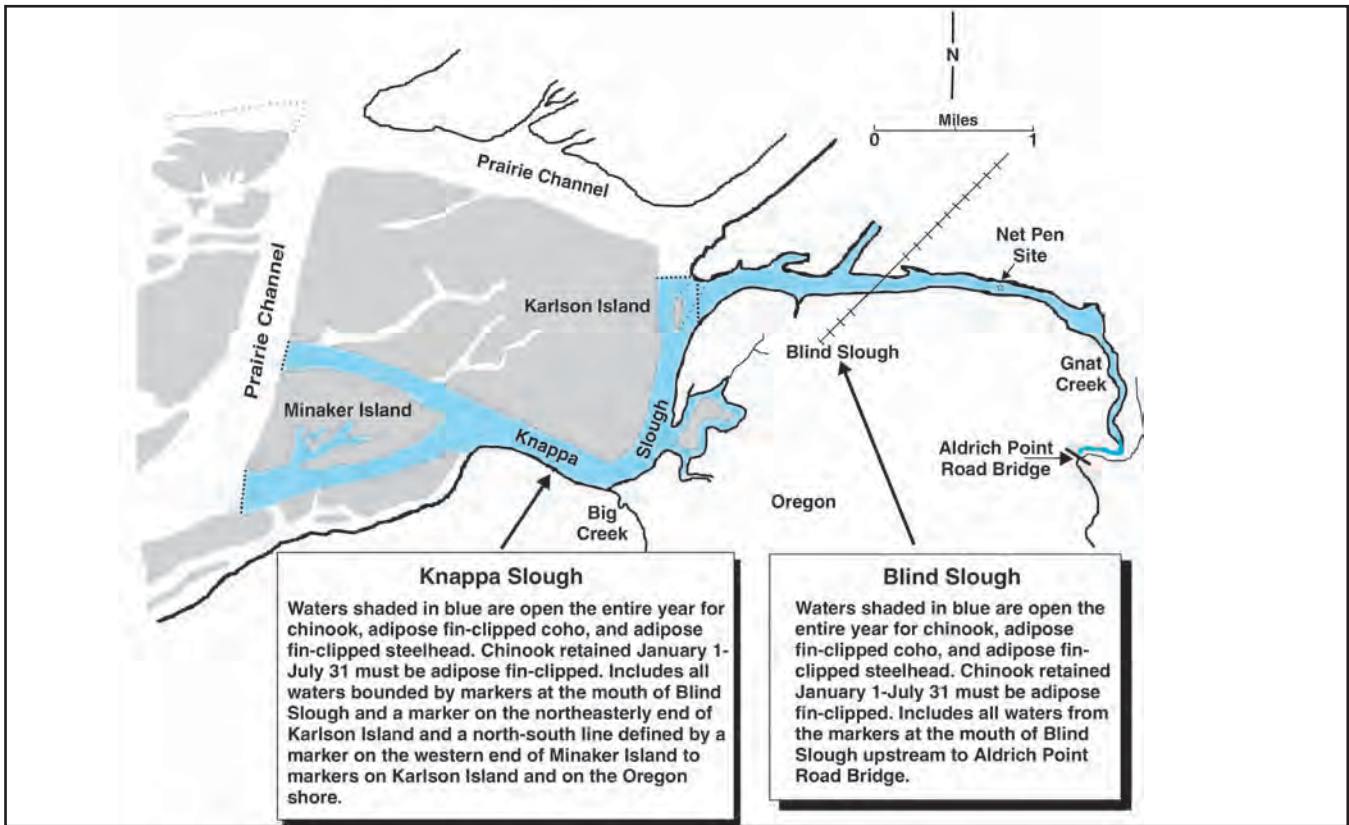 N
Miles
0 1
Prairie Channel
Net Pen
Site
Prairie Channel
Karlson Island
Blind Slough
Gnat
Creek
Minaker Island
Knappa
Slough
Aldrich Point
Road Bridge
Oregon
Big
Creek
Knappa Slough
Waters shaded in blue are open the entire year for
chinook, adipose fin-clipped coho, and adipose
fin-clipped steelhead. Chinook retained January 1-
July 31 must be adipose fin-clipped. Includes all
waters bounded by markers at the mouth of Blind
Slough and a marker on the northeasterly end of
Karlson Island and a north-south line defined by a
marker on the western end of Minaker Island to
markers on Karlson Island and on the Oregon
shore.
Blind Slough
Waters shaded in blue are open the
entire year for chinook, adipose
fin-clipped coho, and adipose fin-
clipped steelhead. Chinook retained
January 1-July 31 must be adipose
fin-clipped. Includes all waters from
the markers at the mouth of Blind
Slough upstream to Aldrich Point
Road Bridge.